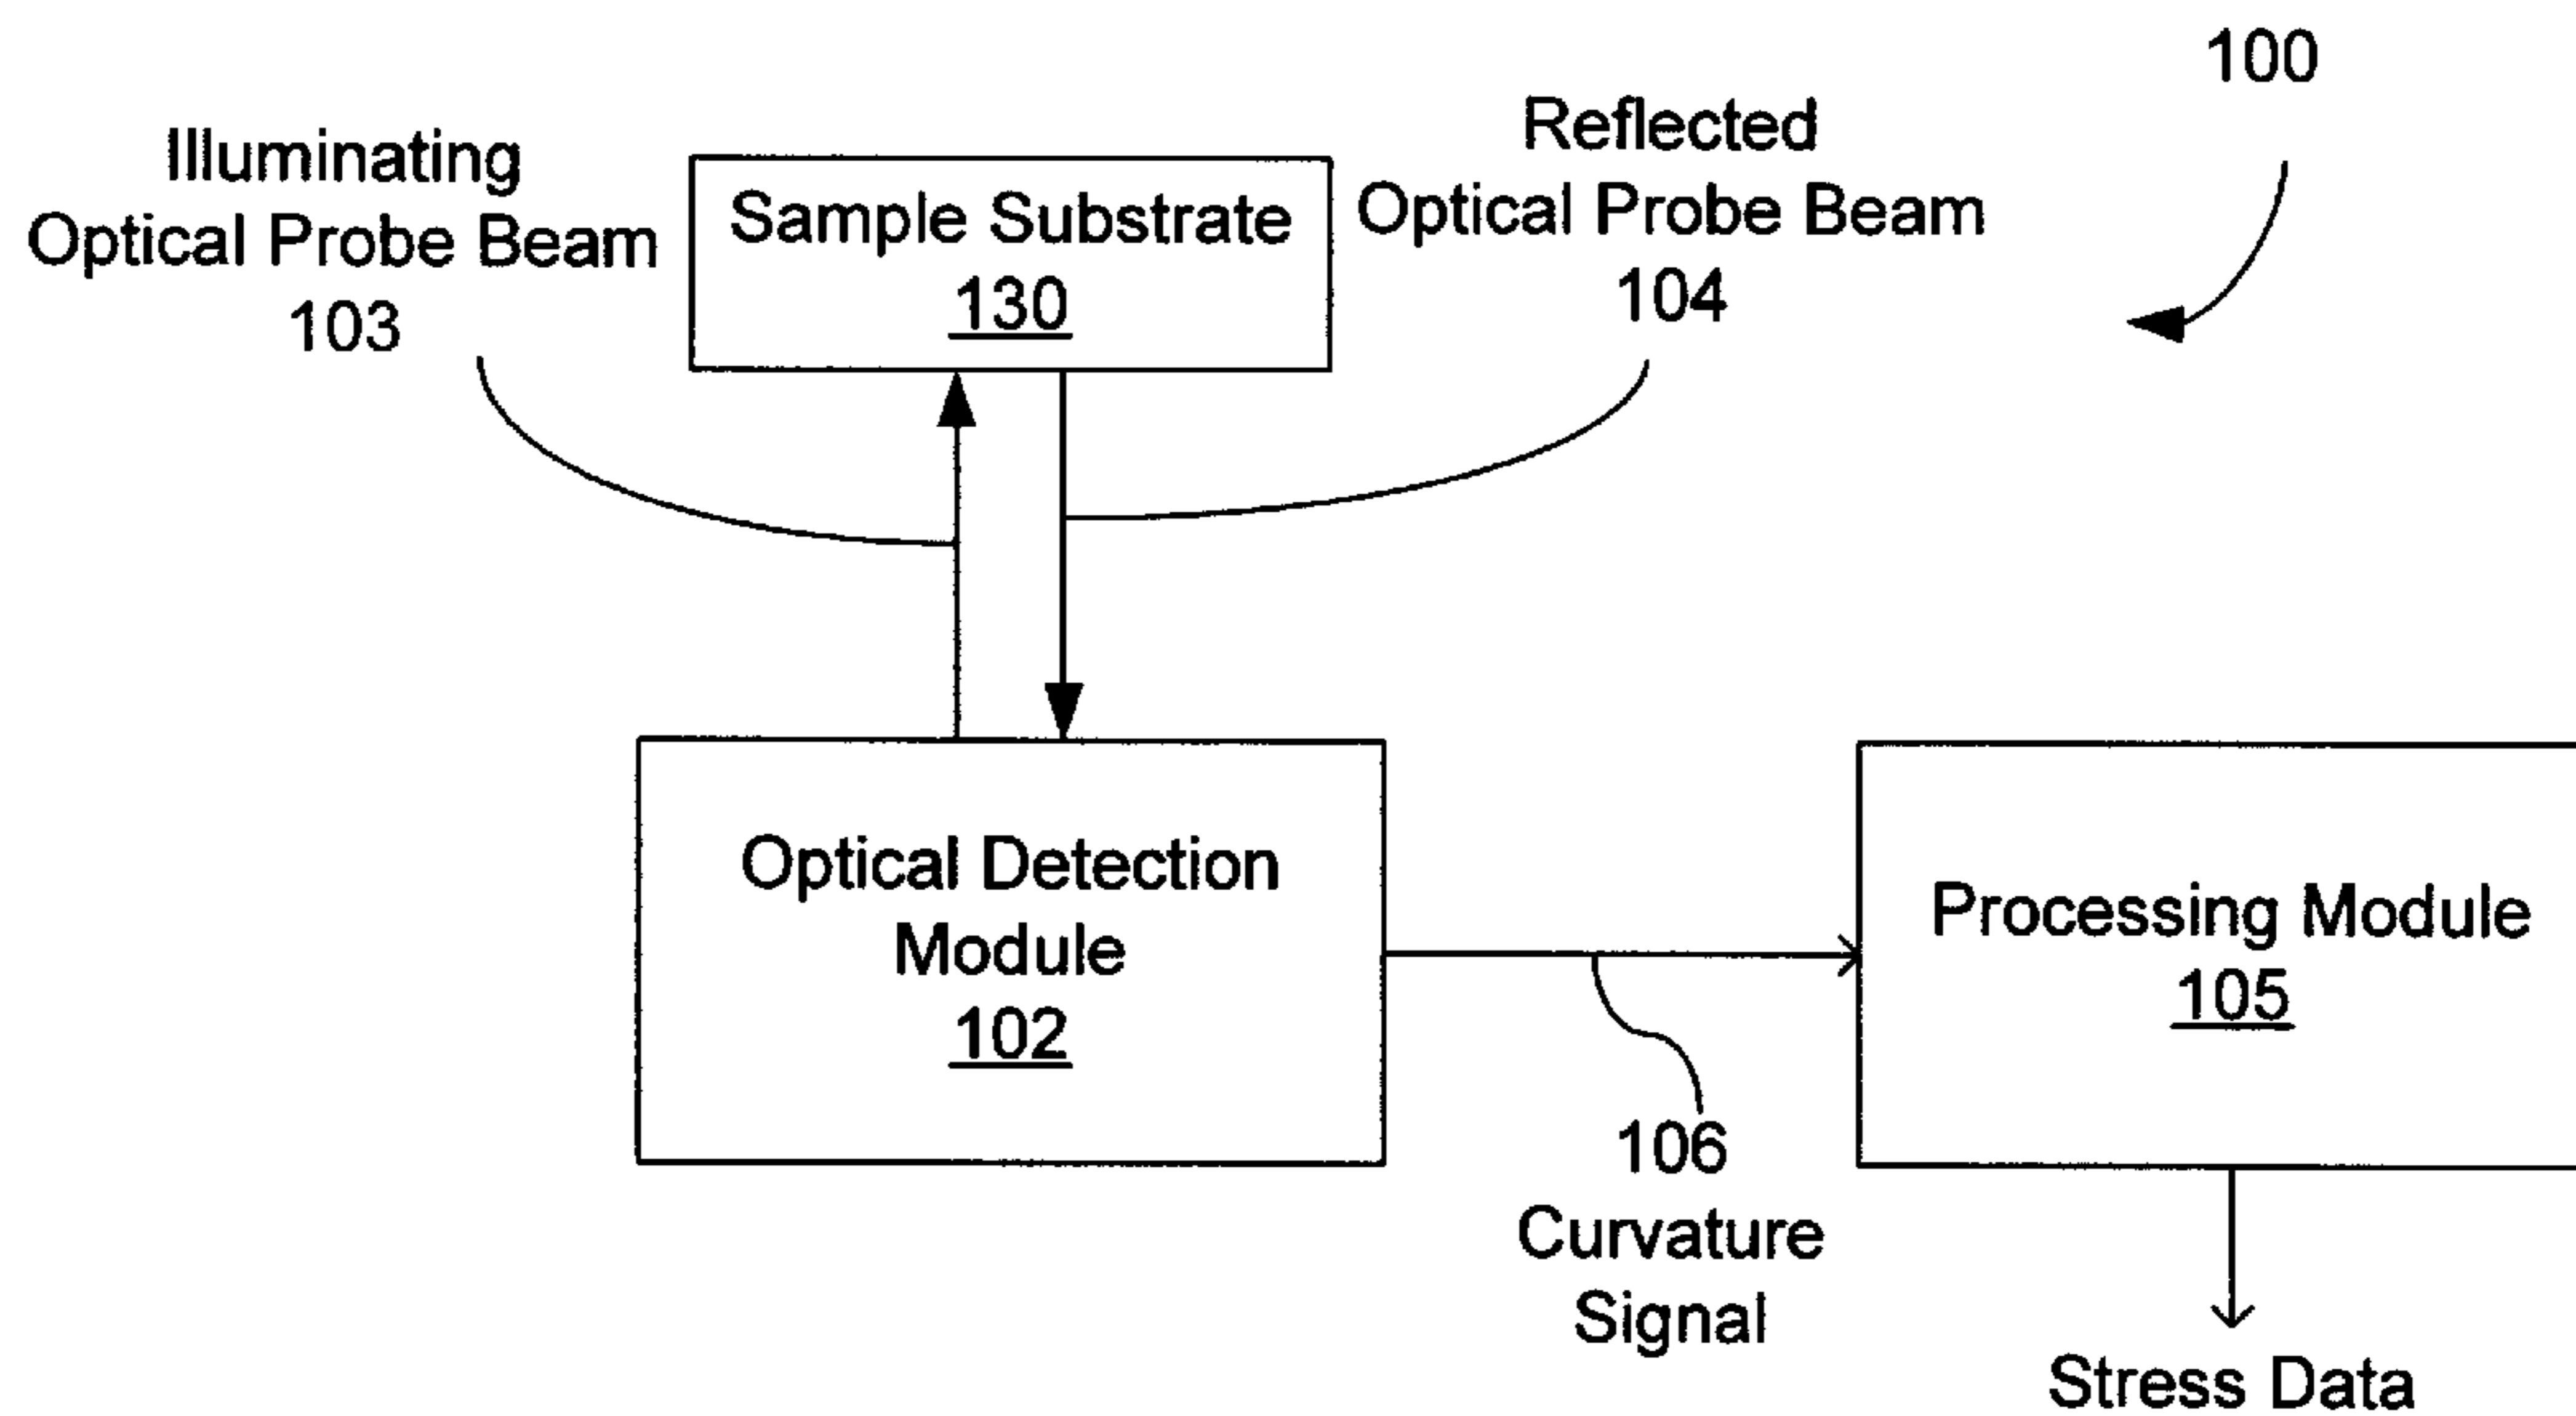 100
Illuminating
Optical Probe Beam
103
Sample Substrate
130
Reflected
Optical Probe Beam
104
Optical Detection
Module
102
Processing Module
105
106
Curvature
Signal
Stress Data